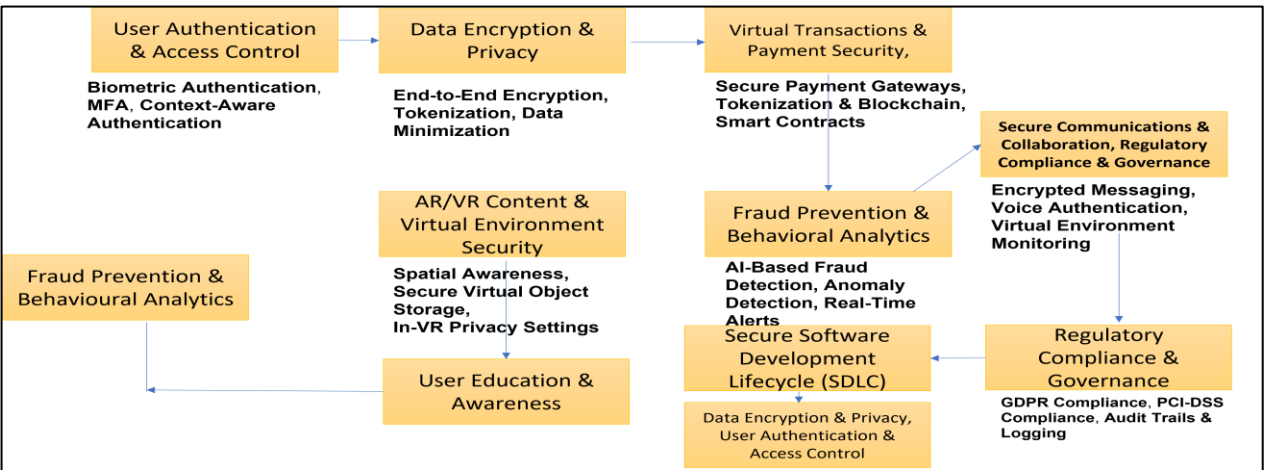 User Authentication
& Access Control
Biometric Authentication,
MFA, Context-Aware
Authentication
Data Encryption &
Privacy
End-to-End Encryption,
Tokenization, Data
Minimization
Virtual Transactions &
Payment Security,
Secure Payment Gateways,
Tokenization & Blockchain,
Smart Contracts
Secure Communications &
Collaboration, Regulatory
Compliance & Governance
Encrypted Messaging,
Voice Authentication,
Virtual Environment
Monitoring
AR/VR Content &
Virtual Environment
Security
Spatial Awareness,
Secure Virtual Object
Storage,
In-VR Privacy Settings
Fraud Prevention &
Behavioral Analytics
AI-Based Fraud
Detection, Anomaly
Detection, Real-Time
Alerts
Fraud Prevention &
Behavioural Analytics
User Education &
Awareness
Secure Software
Development
Lifecycle (SDLC)
Regulatory
Compliance &
Governance
GDPR Compliance, PCI-DSS
Compliance, Audit Trails &
Logging
Data Encryption & Privacy,
User Authentication &
Access Control